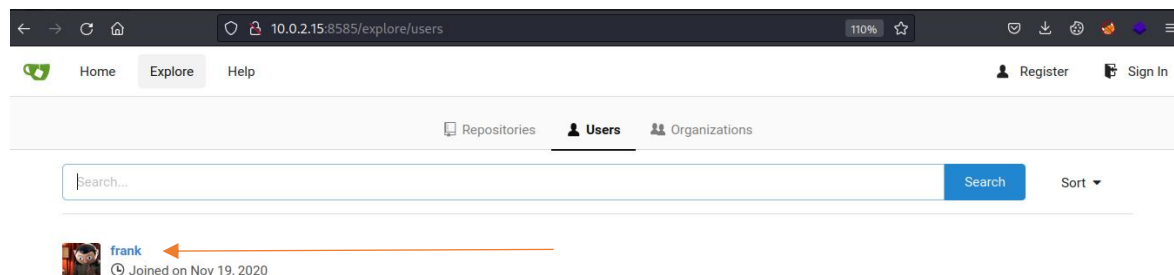 10.0.2.15:8585/explore/users 110%
Home Explore Help Register Sign In
Repositories Users Organizations
Search... Search Sort
frank
Joined on Nov 19, 2020